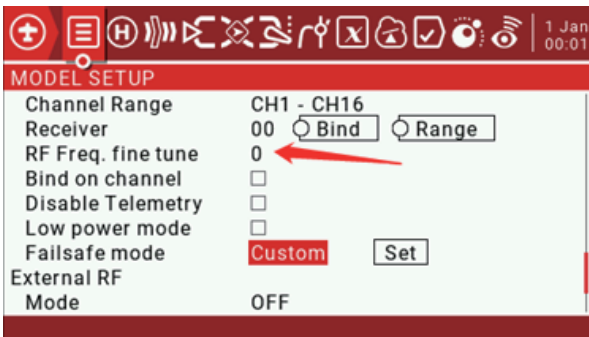 1 Jan
00:01
MODEL SETUP
Channel Range CH1 - CH16
Receiver 00 Bind Range
RF Freq. fine tune 0
Bind on channel
Disable Telemetry
Low power mode
Failsafe mode Custom Set
External RF
Mode OFF